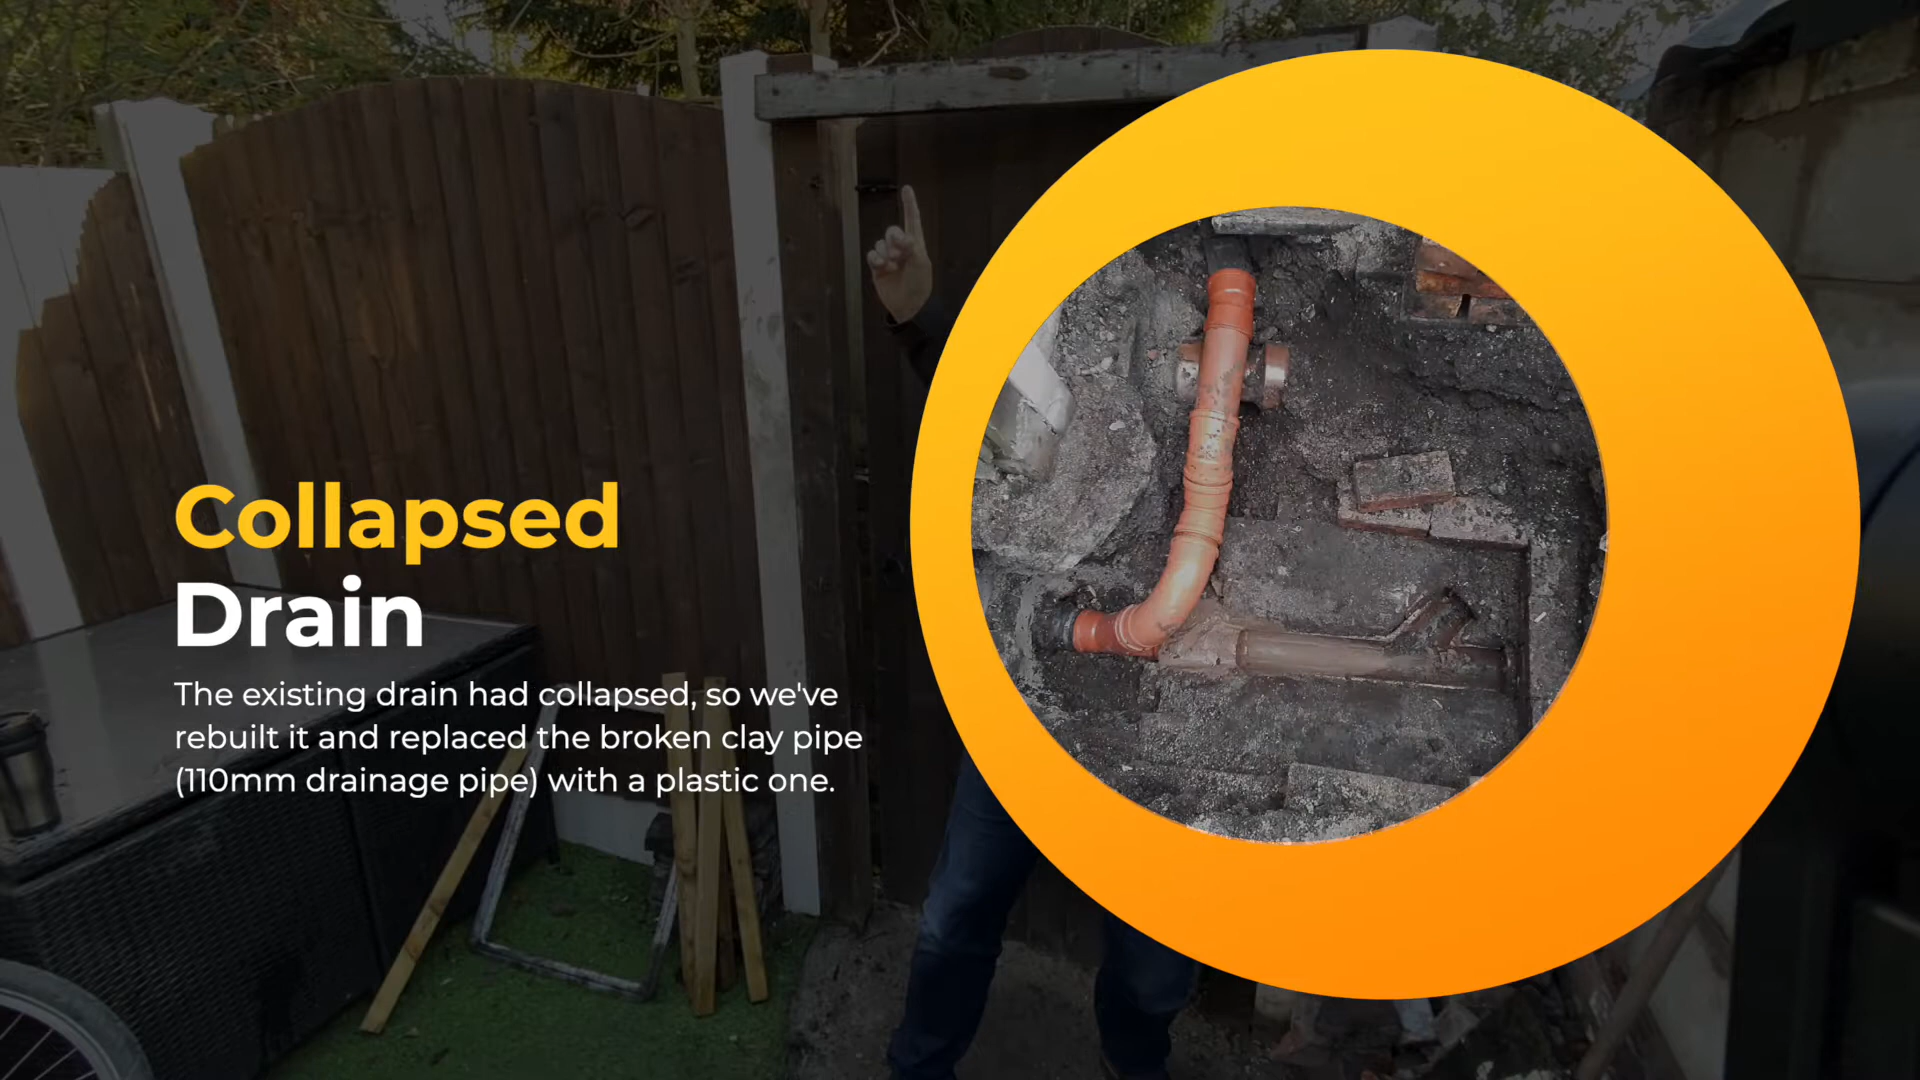 Collapsed
Drain
The existing drain had collapsed, so we've
rebuilt it and replaced the broken clay pipe
(110mm drainage pipe) with a plastic one.